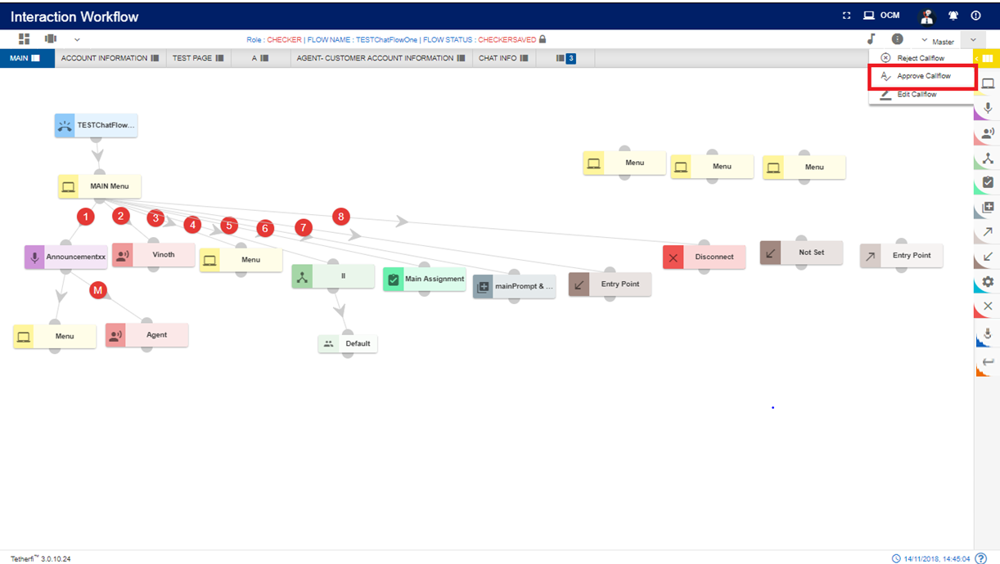 Interaction Workflow
OCM
Role : CHECKER | FLOW NAME : TESTChatFlowOne | FLOW STATUS : CHECKERSAVED
Master
MAIN
ACCOUNT INFORMATION
TEST PAGE
A
AGENT- CUSTOMER ACCOUNT INFORMATION
CHAT INFO
3
Reject Callflow
Approve Callflow
Edit Callflow
TESTChatFlow...
MAIN Menu
Menu
Menu
Menu
1
2
3
4
5
6
7
8
Announcementxx
Vinoth
Menu
II
Main Assignment
mainPrompt & ...
Entry Point
Disconnect
Not Set
Entry Point
M
Menu
Agent
Default
Tetherfi™ 3.0.10.24
14/11/2018, 14:45:04